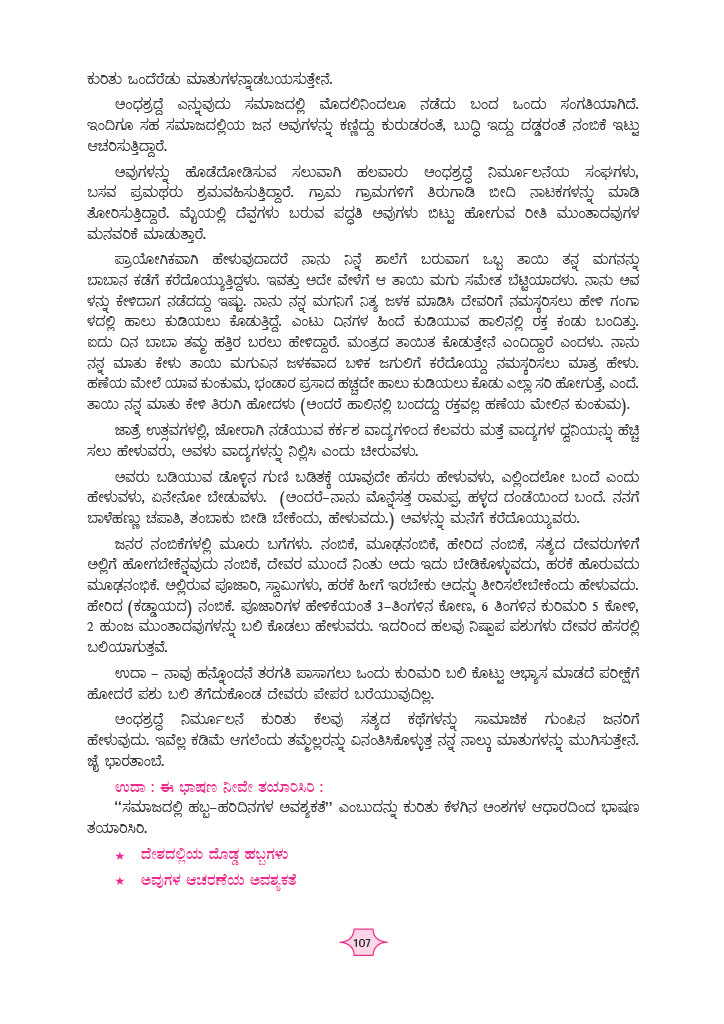 ಕುರಿತು ಒಂದೆರೆಡು ಮಾತುಗಳನ್ನಾಡಬಯಸುತ್ತೇನೆ.
ಅಂಧಶ್ರದ್ದೆ ಎನ್ನುವುದು ಸಮಾಜದಲ್ಲಿ ಮೊದಲಿನಿಂದಲೂ ನಡೆದು ಬಂದ ಒಂದು ಸಂಗತಿಯಾಗಿದೆ.
ಇಂದಿಗೂ ಸಹ ಸಮಾಜದಲ್ಲಿಯ ಜನ ಅವುಗಳನ್ನು ಕಣ್ಣಿದ್ದು ಕುರುಡರಂತೆ, ಬುದ್ಧಿ ಇದ್ದು ದಡ್ಡರಂತೆ ನಂಬಿಕೆ ಇಟ್ಟು
ಆಚರಿಸುತ್ತಿದ್ದಾರೆ.
ಅವುಗಳನ್ನು ಹೊಡೆದೋಡಿಸುವ ಸಲುವಾಗಿ ಹಲವಾರು ಅಂಧಶ್ರದ್ಧೆ ನಿರ್ಮೂಲನೆಯ ಸಂಘಗಳು,
ಬಸವ ಪ್ರಮಥರು ಶ್ರಮವಹಿಸುತ್ತಿದ್ದಾರೆ. ಗ್ರಾಮ ಗ್ರಾಮಗಳಿಗೆ ತಿರುಗಾಡಿ ಬೀದಿ ನಾಟಕಗಳನ್ನು ಮಾಡಿ
ತೋರಿಸುತ್ತಿದ್ದಾರೆ. ಮೈಯಲ್ಲಿ ದೆವ್ವಗಳು ಬರುವ ಪದ್ಧತಿ ಅವುಗಳು ಬಿಟ್ಟು ಹೋಗುವ ರೀತಿ ಮುಂತಾದವುಗಳ
ಮನವರಿಕೆ ಮಾಡುತ್ತಾರೆ.
ಪ್ರಾಯೋಗಿಕವಾಗಿ ಹೇಳುವುದಾದರೆ ನಾನು ನಿನ್ನೆ ಶಾಲೆಗೆ ಬರುವಾಗ ಒಬ್ಬ ತಾಯಿ ತನ್ನ ಮಗನನ್ನು
ಬಾಬಾನ ಕಡೆಗೆ ಕರೆದೊಯ್ಯುತ್ತಿದ್ದಳು. ಇವತ್ತು ಅದೇ ವೇಳೆಗೆ ಆ ತಾಯಿ ಮಗು ಸಮೇತ ಬೆಟ್ಟಿಯಾದಳು. ನಾನು ಅವ
ಳನ್ನು ಕೇಳಿದಾಗ ನಡೆದದ್ದು ಇಷ್ಟು. ನಾನು ನನ್ನ ಮಗನಿಗೆ ನಿತ್ಯ ಜಳಕ ಮಾಡಿಸಿ ದೇವರಿಗೆ ನಮಸ್ಕರಿಸಲು ಹೇಳಿ ಗಂಗಾ
ಳದಲ್ಲಿ ಹಾಲು ಕುಡಿಯಲು ಕೊಡುತ್ತಿದ್ದೆ. ಎಂಟು ದಿನಗಳ ಹಿಂದೆ ಕುಡಿಯುವ ಹಾಲಿನಲ್ಲಿ ರಕ್ತ ಕಂಡು ಬಂದಿತ್ತು.
ಐದು ದಿನ ಬಾಬಾ ತಮ್ಮ ಹತ್ತಿರ ಬರಲು ಹೇಳಿದ್ದಾರೆ. ಮಂತ್ರದ ತಾಯಿತ ಕೊಡುತ್ತೇನೆ ಎಂದಿದ್ದಾರೆ ಎಂದಳು. ನಾನು
ನನ್ನ ಮಾತು ಕೇಳು ತಾಯಿ ಮಗುವಿನ ಜಳಕವಾದ ಬಳಿಕ ಜಗುಲಿಗೆ ಕರೆದೊಯ್ದು ನಮಸ್ಕರಿಸಲು ಮಾತ್ರ ಹೇಳು.
ಹಣೆಯ ಮೇಲೆ ಯಾವ ಕುಂಕುಮ, ಭಂಡಾರ ಪ್ರಸಾದ ಹಚ್ಚದೇ ಹಾಲು ಕುಡಿಯಲು ಕೊಡು ಎಲ್ಲಾ ಸರಿ ಹೋಗುತ್ತೆ, ಎಂದೆ.
ತಾಯಿ ನನ್ನ ಮಾತು ಕೇಳಿ ತಿರುಗಿ ಹೋದಳು (ಅಂದರೆ ಹಾಲಿನಲ್ಲಿ ಬಂದದ್ದು ರಕ್ತವಲ್ಲ ಹಣೆಯ ಮೇಲಿನ ಕುಂಕುಮ).
ಜಾತ್ರೆ ಉತ್ಸವಗಳಲ್ಲಿ, ಜೋರಾಗಿ ನಡೆಯುವ ಕರ್ಕಶ ವಾದ್ಯಗಳಿಂದ ಕೆಲವರು ಮತ್ತೆ ವಾದ್ಯಗಳ ಧ್ವನಿಯನ್ನು ಹೆಚ್ಚಿ
ಸಲು ಹೇಳುವರು, ಅವಳು ವಾದ್ಯಗಳನ್ನು ನಿಲ್ಲಿಸಿ ಎಂದು ಚೀರುವಳು.
ಅವರು ಬಡಿಯುವ ಡೊಳ್ಳಿನ ಗುಣಿ ಬಡಿತಕ್ಕೆ ಯಾವುದೇ ಹೆಸರು ಹೇಳುವಳು, ಎಲ್ಲಿಂದಲೋ ಬಂದೆ ಎಂದು
ಹೇಳುವಳು, ಏನೇನೋ ಬೇಡುವಳು. (ಅಂದರೆ-ನಾನು ಮೊನ್ನೆಸತ್ತ ರಾಮಪ್ಪ, ಹಳ್ಳದ ದಂಡೆಯಿಂದ ಬಂದೆ. ನನಗೆ
ಬಾಳೆಹಣ್ಣು ಚಪಾತಿ, ತಂಬಾಕು ಬೀಡಿ ಬೇಕೆಂದು, ಹೇಳುವದು.) ಅವಳನ್ನು ಮನೆಗೆ ಕರೆದೊಯ್ಯುವರು.
ಜನರ ನಂಬಿಕೆಗಳಲ್ಲಿ ಮೂರು ಬಗೆಗಳು. ನಂಬಿಕೆ, ಮೂಢನಂಬಿಕೆ, ಹೇರಿದ ನಂಬಿಕೆ, ಸತ್ಯದ ದೇವರುಗಳಿಗೆ
ಅಲ್ಲಿಗೆ ಹೋಗಬೇಕೆನ್ನವುದು ನಂಬಿಕೆ, ದೇವರ ಮುಂದೆ ನಿಂತು ಅದು ಇದು ಬೇಡಿಕೊಳ್ಳುವದು, ಹರಕೆ ಹೊರುವದು
ಮೂಢನಂಭಿಕೆ. ಅಲ್ಲಿರುವ ಪೂಜಾರಿ, ಸ್ವಾಮಿಗಳು, ಹರಕೆ ಹೀಗೆ ಇರಬೇಕು ಅದನ್ನು ತೀರಿಸಲೇಬೇಕೆಂದು ಹೇಳುವದು.
ಹೇರಿದ (ಕಡ್ಡಾಯದ) ನಂಬಿಕೆ. ಪೂಜಾರಿಗಳ ಹೇಳಿಕೆಯಂತೆ 3-ತಿಂಗಳಿನ ಕೋಣ, 6 ತಿಂಗಳಿನ ಕುರಿಮರಿ 5 ಕೋಳಿ,
2 ಹುಂಜ ಮುಂತಾದವುಗಳನ್ನು ಬಲಿ ಕೊಡಲು ಹೇಳುವರು. ಇದರಿಂದ ಹಲವು ನಿಷ್ಪಾಪ ಪಶುಗಳು ದೇವರ ಹೆಸರಲ್ಲಿ
ಬಲಿಯಾಗುತ್ತವೆ.
ಉದಾ – ನಾವು ಹನ್ನೊಂದನೆ ತರಗತಿ ಪಾಸಾಗಲು ಒಂದು ಕುರಿಮರಿ ಬಲಿ ಕೊಟ್ಟು ಅಭ್ಯಾಸ ಮಾಡದೆ ಪರೀಕ್ಷೆಗೆ
ಹೋದರೆ ಪಶು ಬಲಿ ತೆಗೆದುಕೊಂಡ ದೇವರು ಪೇಪರ ಬರೆಯುವುದಿಲ್ಲ.
ಅಂಧಶ್ರದ್ಧೆ ನಿರ್ಮೂಲನೆ ಕುರಿತು ಕೆಲವು ಸತ್ಯದ ಕಥೆಗಳನ್ನು ಸಾಮಾಜಿಕ ಗುಂಪಿನ ಜನರಿಗೆ
ಹೇಳುವುದು. ಇವೆಲ್ಲ ಕಡಿಮೆ ಆಗಲೆಂದು ತಮ್ಮೆಲ್ಲರನ್ನು ವಿನಂತಿಸಿಕೊಳ್ಳುತ್ತ ನನ್ನ ನಾಲ್ಕು ಮಾತುಗಳನ್ನು ಮುಗಿಸುತ್ತೇನೆ.
ಜೈ ಭಾರತಾಂಬೆ.
ಉದಾ : ಈ ಭಾಷಣ ನೀವೇ ತಯಾರಿಸಿರಿ :
“ಸಮಾಜದಲ್ಲಿ ಹಬ್ಬ-ಹರಿದಿನಗಳ ಅವಶ್ಯಕತೆ” ಎಂಬುದನ್ನು ಕುರಿತು ಕೆಳಗಿನ ಅಂಶಗಳ ಆಧಾರದಿಂದ ಭಾಷಣ
ತಯಾರಿಸಿರಿ.
★ ದೇಶದಲ್ಲಿಯ ದೊಡ್ಡ ಹಬ್ಬಗಳು
★ ಅವುಗಳ ಆಚರಣೆಯ ಅವಶ್ಯಕತೆ
107